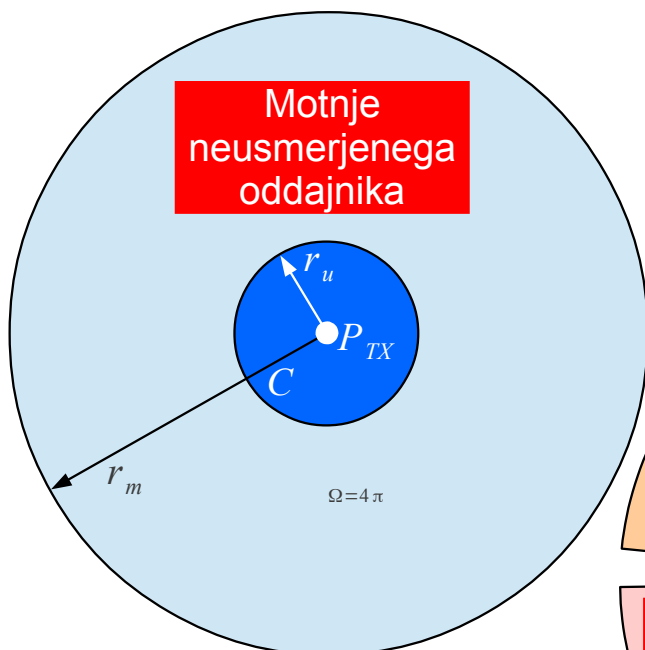 Motnje
neusmerjenega
oddajnika
r_u
P_TX
C
r_m
Ω=4π